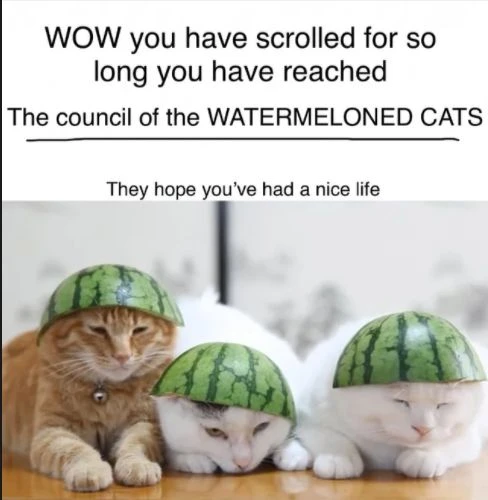 WOW you have scrolled for so
long you have reached
The council of the WATERMELONED CATS
They hope you've had a nice life